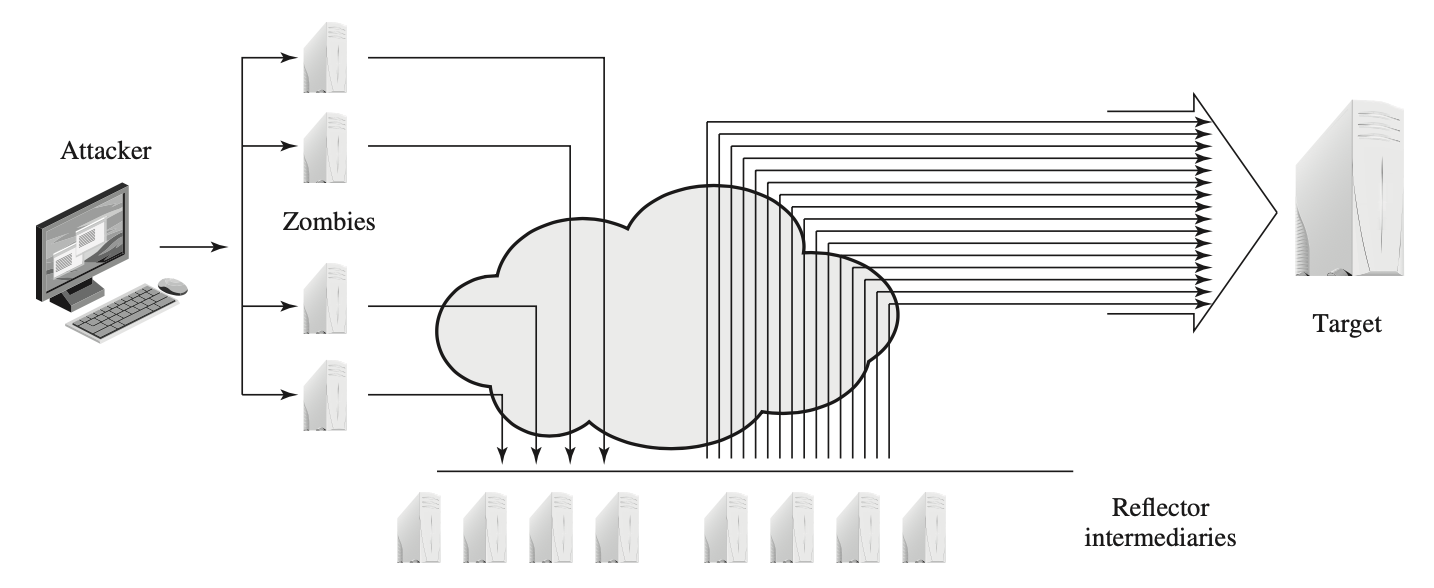 Attacker
Zombies
Target
Reflector
intermediaries